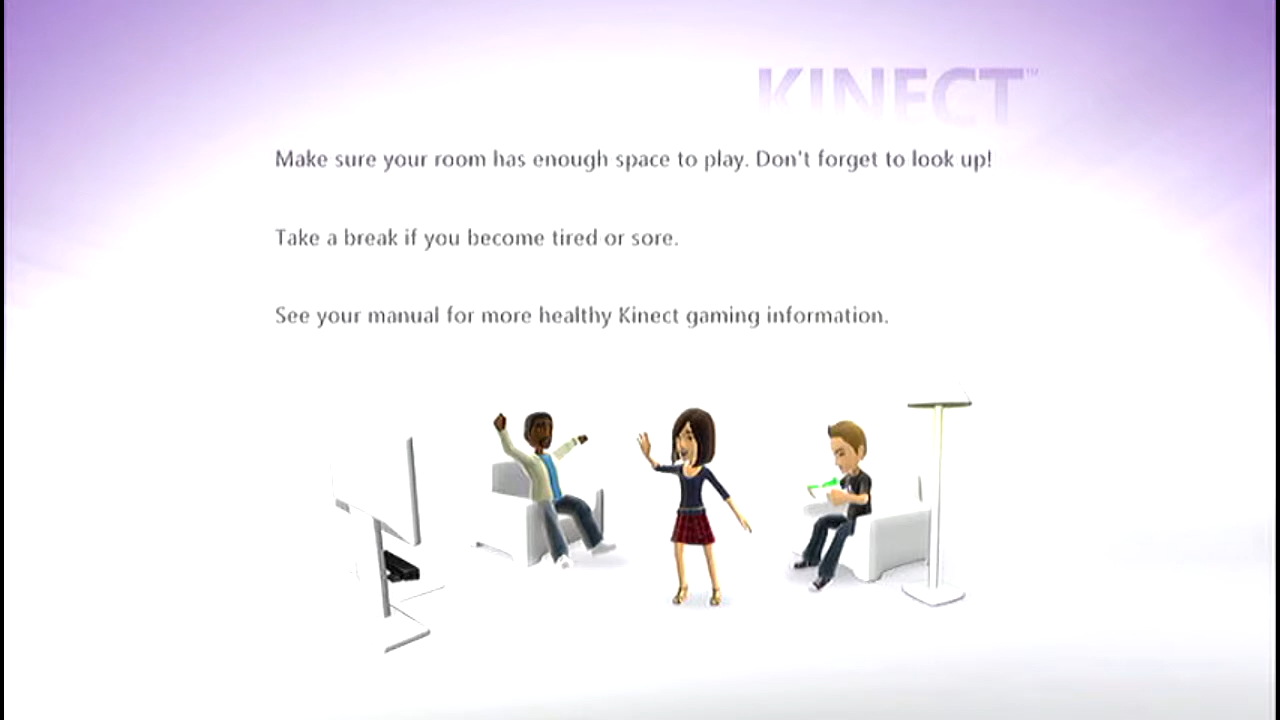 KINECT™
Make sure your room has enough space to play. Don't forget to look up!
Take a break if you become tired or sore.
See your manual for more healthy Kinect gaming information.